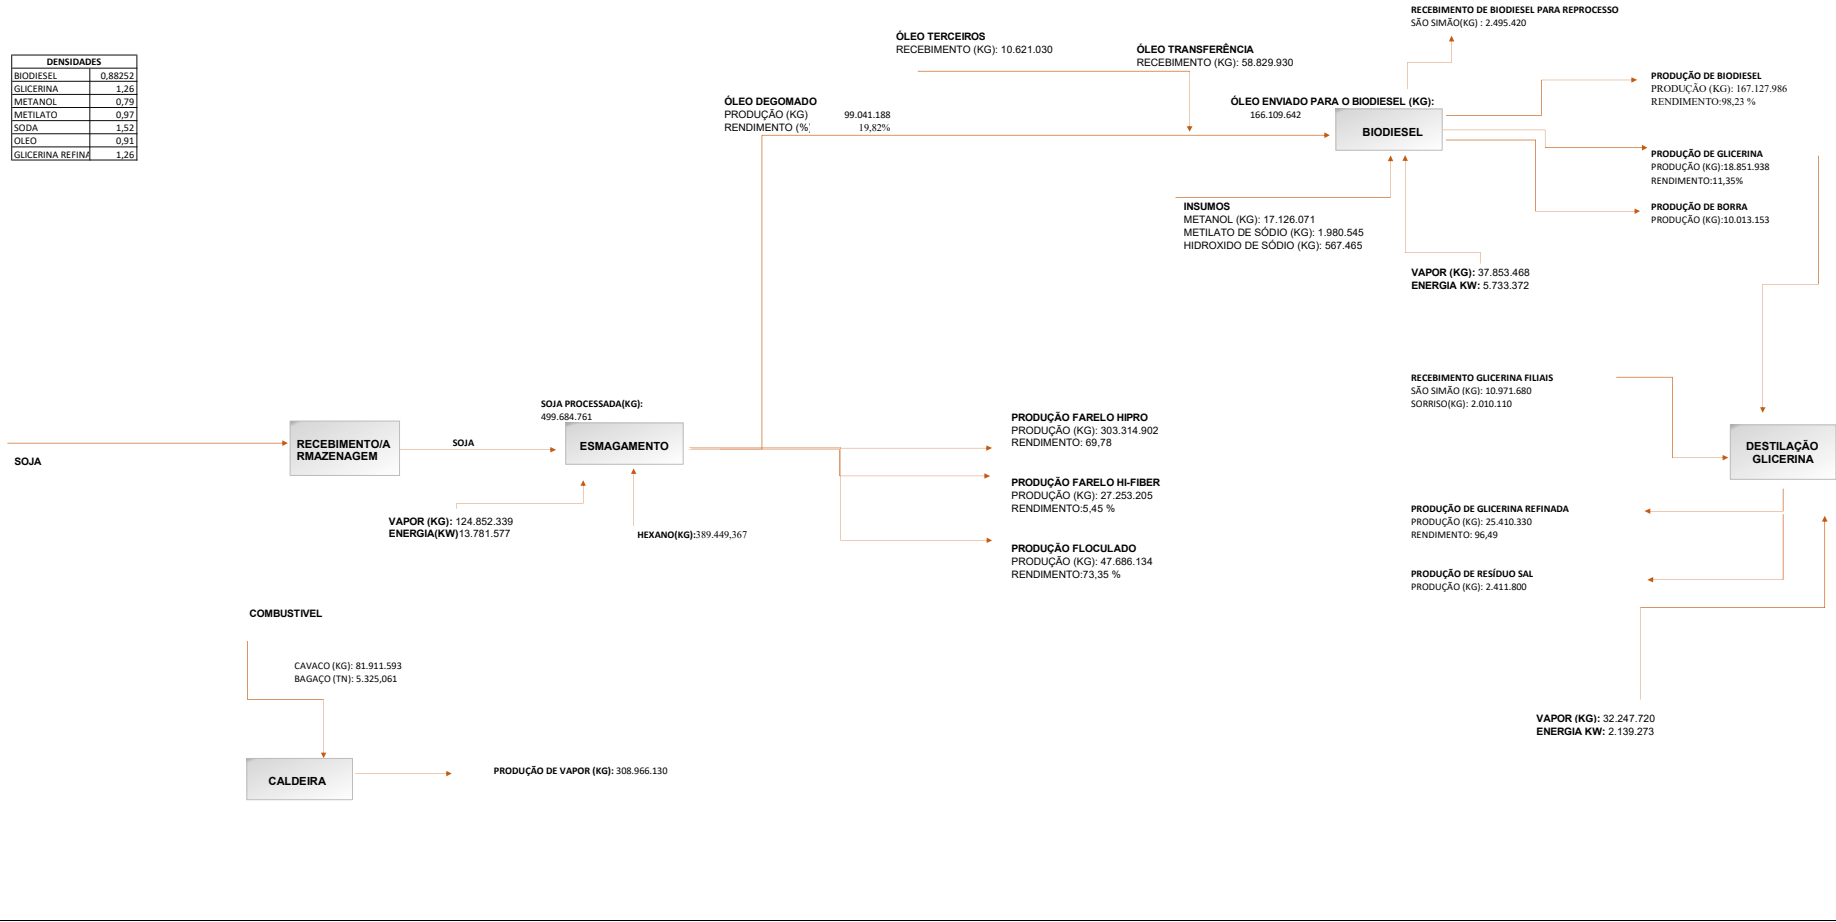 RECEBIMENTO DE BIODIESEL PARA REPROCESSO
SÃO SIMÃO(KG) : 2.495.420
ÓLEO TERCEIROS
RECEBIMENTO (KG): 10.621.030
ÓLEO TRANSFERÊNCIA
RECEBIMENTO (KG): 58.829.930
DENSIDADES
BIODIESEL 0,88252
GLICERINA 1,26
METANOL 0,79
METILATO 0,97
SODA 1,52
OLEO 0,91
GLICERINA REFINA 1,26
ÓLEO DEGOMADO
PRODUÇÃO (KG) 99.041.188
RENDIMENTO (% 19,82%
ÓLEO ENVIADO PARA O BIODIESEL (KG):
166.109.642
BIODIESEL
PRODUÇÃO DE BIODIESEL
PRODUÇÃO (KG): 167.127.986
RENDIMENTO:98,23 %
PRODUÇÃO DE GLICERINA
PRODUÇÃO (KG):18.851.938
RENDIMENTO:11,35%
PRODUÇÃO DE BORRA
PRODUÇÃO (KG):10.013.153
INSUMOS
METANOL (KG): 17.126.071
METILATO DE SÓDIO (KG): 1.980.545
HIDROXIDO DE SÓDIO (KG): 567.465
VAPOR (KG): 37.853.468
ENERGIA KW: 5.733.372
RECEBIMENTO GLICERINA FILIAIS
SÃO SIMÃO (KG): 10.971.680
SORRISO(KG): 2.010.110
SOJA PROCESSADA(KG):
499.684.761
SOJA
RECEBIMENTO/A
RMAZENAGEM
SOJA
ESMAGAMENTO
PRODUÇÃO FARELO HIPRO
PRODUÇÃO (KG): 303.314.902
RENDIMENTO: 69,78
PRODUÇÃO FARELO HI-FIBER
PRODUÇÃO (KG): 27.253.205
RENDIMENTO:5,45 %
PRODUÇÃO FLOCULADO
PRODUÇÃO (KG): 47.686.134
RENDIMENTO:73,35 %
VAPOR (KG): 124.852.339
ENERGIA(KW)13.781.577
HEXANO(KG):389.449,367
DESTILAÇÃO
GLICERINA
PRODUÇÃO DE GLICERINA REFINADA
PRODUÇÃO (KG): 25.410.330
RENDIMENTO: 96,49
PRODUÇÃO DE RESÍDUO SAL
PRODUÇÃO (KG): 2.411.800
COMBUSTIVEL
CAVACO (KG): 81.911.593
BAGAÇO (TN): 5.325,061
VAPOR (KG): 32.247.720
ENERGIA KW: 2.139.273
CALDEIRA
PRODUÇÃO DE VAPOR (KG): 308.966.130